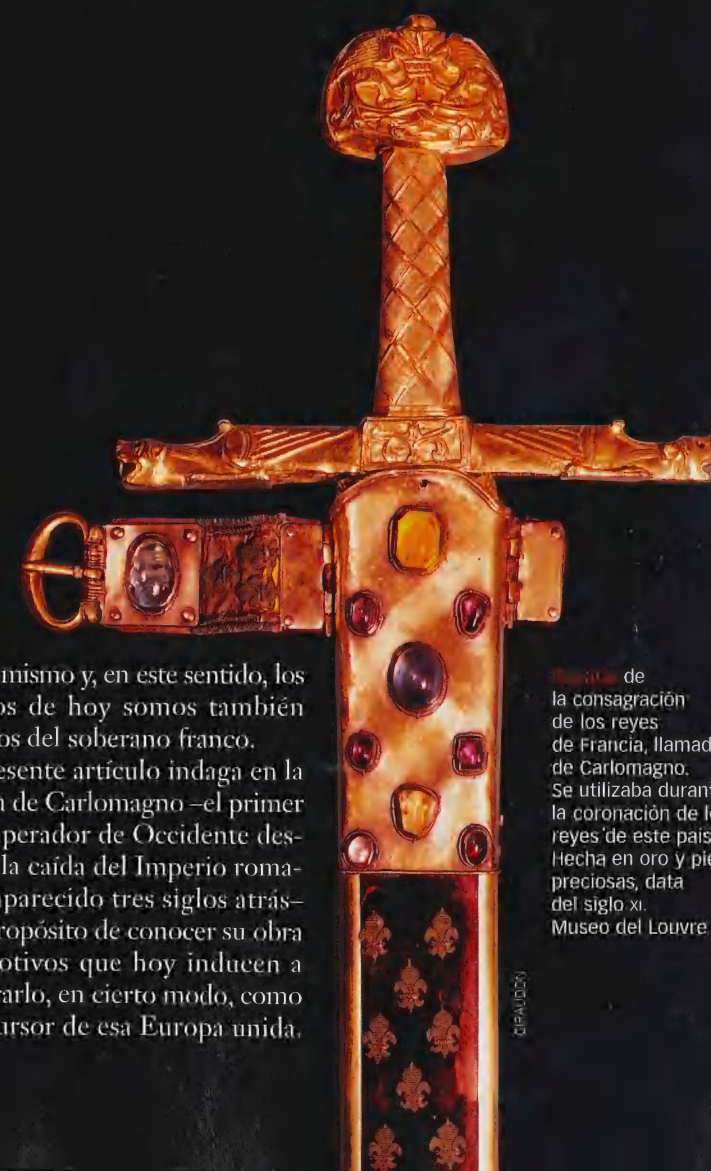 mismo y, en este sentido, los
os de hoy somos también
os del soberano franco.
esente artículo indaga en la
n de Carlomagno –el primer
perador de Occidente des-
la caída del Imperio roma-
aparecido tres siglos atrás–
ropósito de conocer su obra
otivos que hoy inducen a
rarlo, en cierto modo, como
ursor de esa Europa unida.
de
la consagración
de los reyes
de Francia, llamad
de Carlomagno.
Se utilizaba durant
la coronación de lo
reyes de este país
Hecha en oro y pie
preciosas, data
del siglo XI.
Museo del Louvre
GIRAUDON